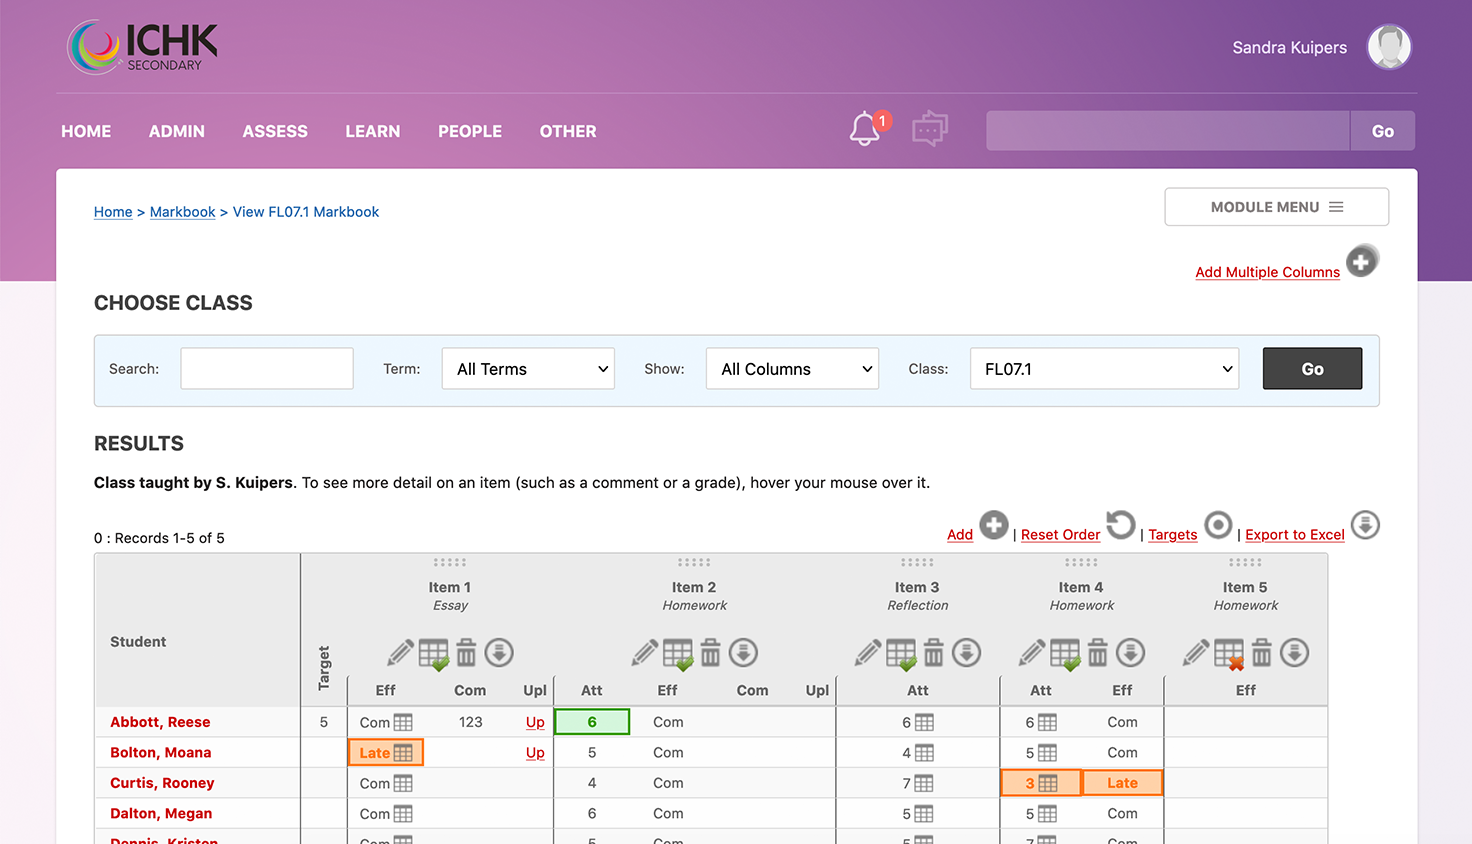 ICHK
SECONDARY
Sandra Kuipers
HOME ADMIN ASSESS LEARN PEOPLE OTHER 1 Go
Home > Markbook > View FL07.1 Markbook
MODULE MENU
Add Multiple Columns
CHOOSE CLASS
Search: Term: All Terms Show: All Columns Class: FL07.1 Go
RESULTS
Class taught by S. Kuipers. To see more detail on an item (such as a comment or a grade), hover your mouse over it.
0 : Records 1-5 of 5
Add | Reset Order | Targets | Export to Excel
Item 1 Item 2 Item 3 Item 4 Item 5
Essay Homework Reflection Homework Homework
Student
Target
Eff Com Upl Att Eff Com Upl Att Att Eff Eff
Abbott, Reese 5 Com 123 Up 6 Com 6 6 Com
Bolton, Moana Late Up 5 Com 4 5 Com
Curtis, Rooney Com 4 Com 7 3 Late
Dalton, Megan Com 6 Com 5 5 Com
Dennis, Kristen Com 5 Com 5 7 Com